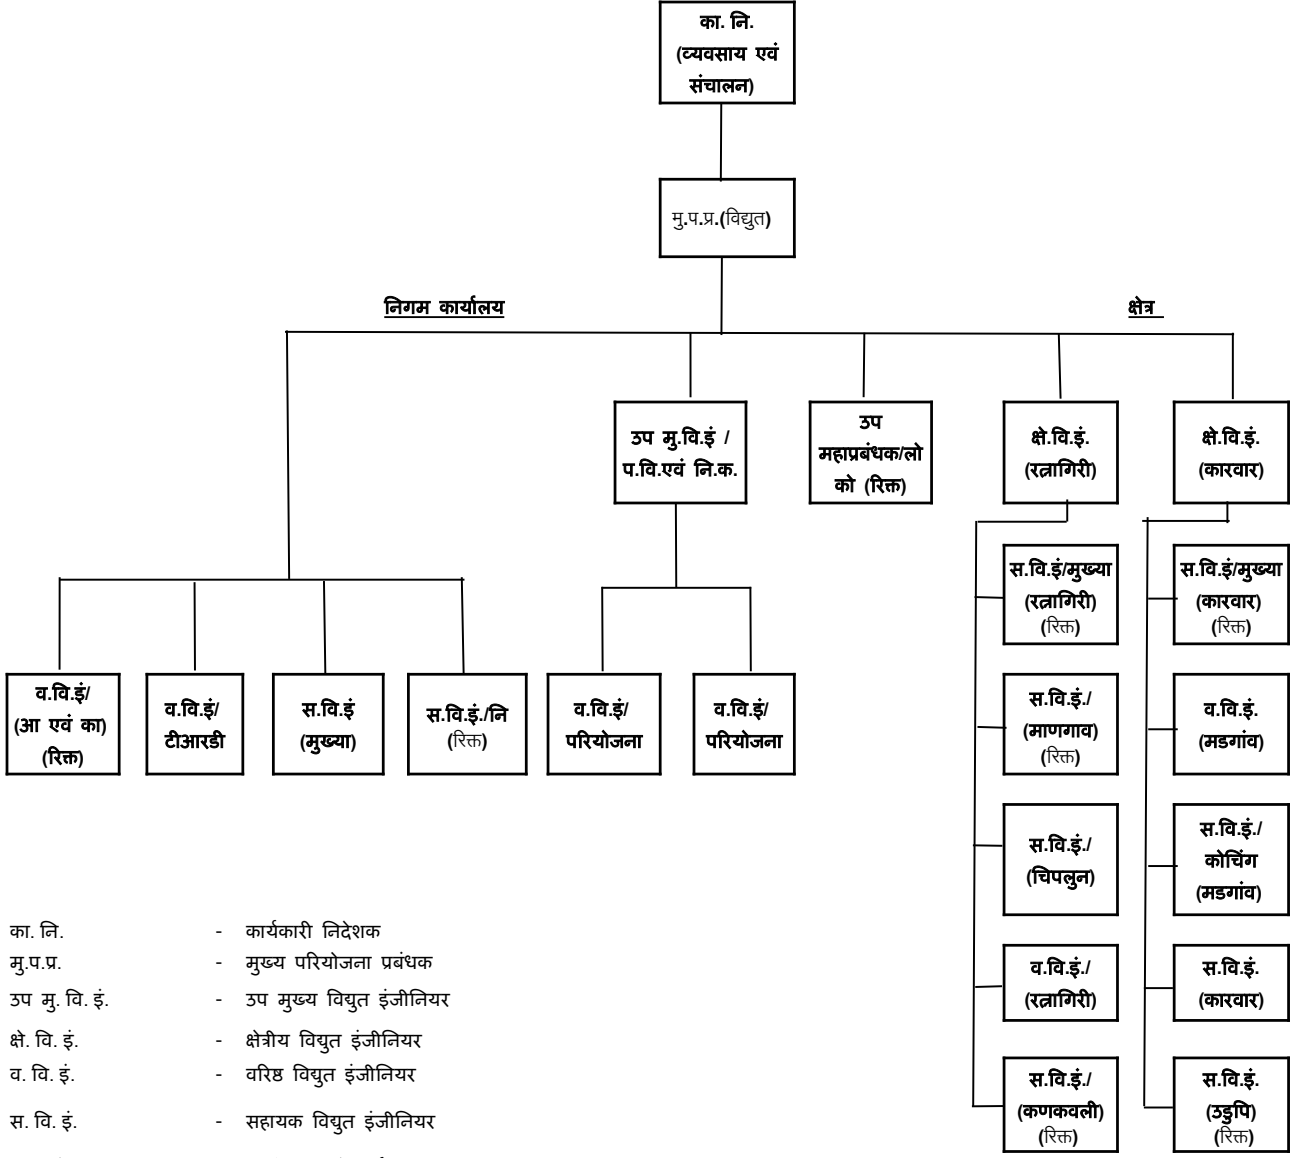 का. नि.
(व्यवसाय एवं
संचालन)
मु.प.प्र.(विद्युत)
निगम कार्यालय
क्षेत्र
उप मु.वि.इं /
प.वि.एवं नि.क.
उप
महाप्रबंधक/लो
को (रिक्त)
क्षे.वि.इं.
(रत्नागिरी)
क्षे.वि.इं.
(कारवार)
स.वि.इं/मुख्या
(रत्नागिरी)
(रिक्त)
स.वि.इं/मुख्या
(कारवार)
(रिक्त)
व.वि.इं/
(आ एवं का)
(रिक्त)
व.वि.इं/
टीआरडी
स.वि.इं
(मुख्या)
स.वि.इं./नि
(रिक्त)
व.वि.इं/
परियोजना
व.वि.इं/
परियोजना
स.वि.इं./
(माणगाव)
(रिक्त)
व.वि.इं.
(मडगांव)
स.वि.इं./
(चिपलुन)
स.वि.इं./
कोचिंग
(मडगांव)
व.वि.इं./
(रत्नागिरी)
स.वि.इं.
(कारवार)
स.वि.इं./
(कणकवली)
(रिक्त)
स.वि.इं.
(उडुपि)
(रिक्त)
का. नि. - कार्यकारी निदेशक
मु.प.प्र. - मुख्य परियोजना प्रबंधक
उप मु. वि. इं. - उप मुख्य विद्युत इंजीनियर
क्षे. वि. इं. - क्षेत्रीय विद्युत इंजीनियर
व. वि. इं. - वरिष्ठ विद्युत इंजीनियर
स. वि. इं. - सहायक विद्युत इंजीनियर